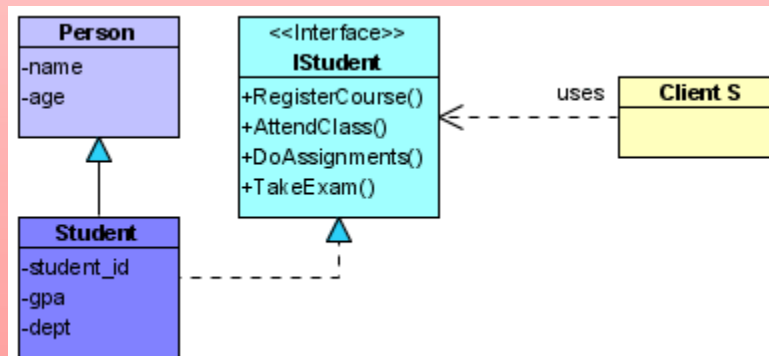 Person
-name
-age
<<Interface>>
IStudent
+RegisterCourse()
+AttendClass()
+DoAssignments()
+TakeExam()
uses
Client S
Student
-student_id
-gpa
-dept